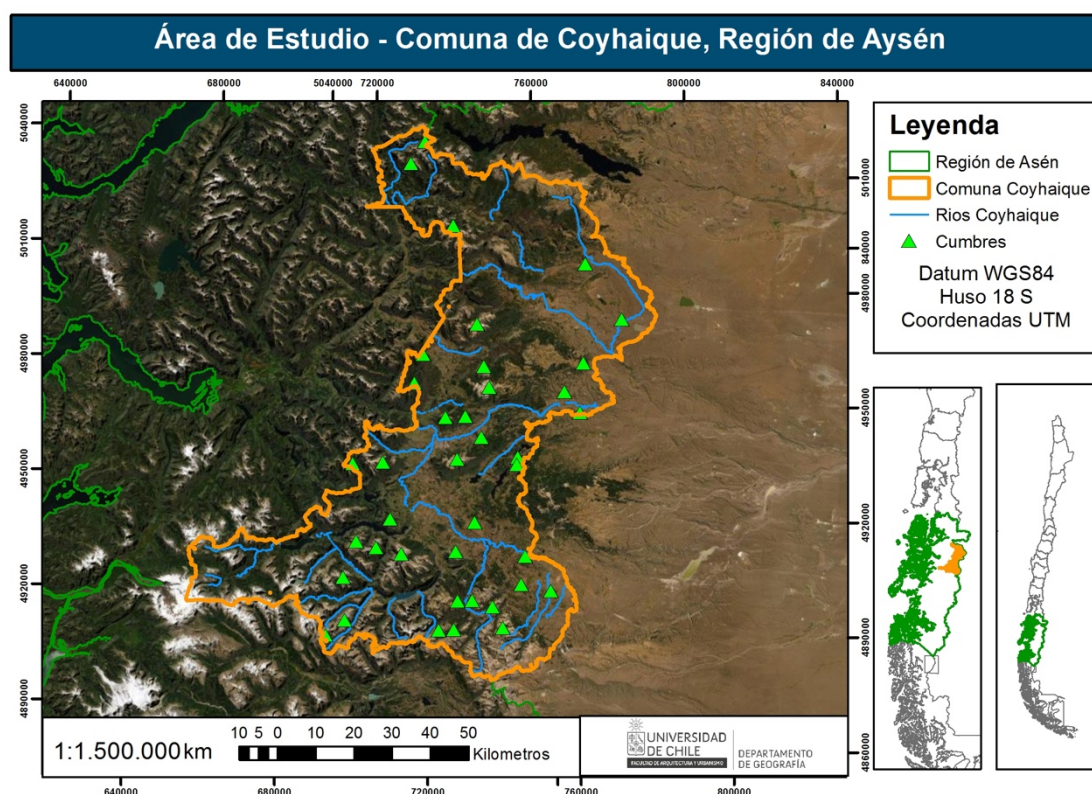 Área de Estudio - Comuna de Coyhaique, Región de Aysén
640000
680000
5040000
720000
760000
800000
840000
5040000
5010000
4980000
4950000
4920000
4890000
5010000
840000
4980000
4950000
4920000
4890000
4860000
640000
680000
720000
760000
800000
Leyenda
Región de Asén
Comuna Coyhaique
Rios Coyhaique
Cumbres
Datum WGS84
Huso 18 S
Coordenadas UTM
1:1.500.000 km
10 5 0 10 20 30 40 50
Kilometros
UNIVERSIDAD
DE CHILE
FACULTAD DE ARQUITECTURA Y URBANISMO
DEPARTAMENTO
DE GEOGRAFÍA